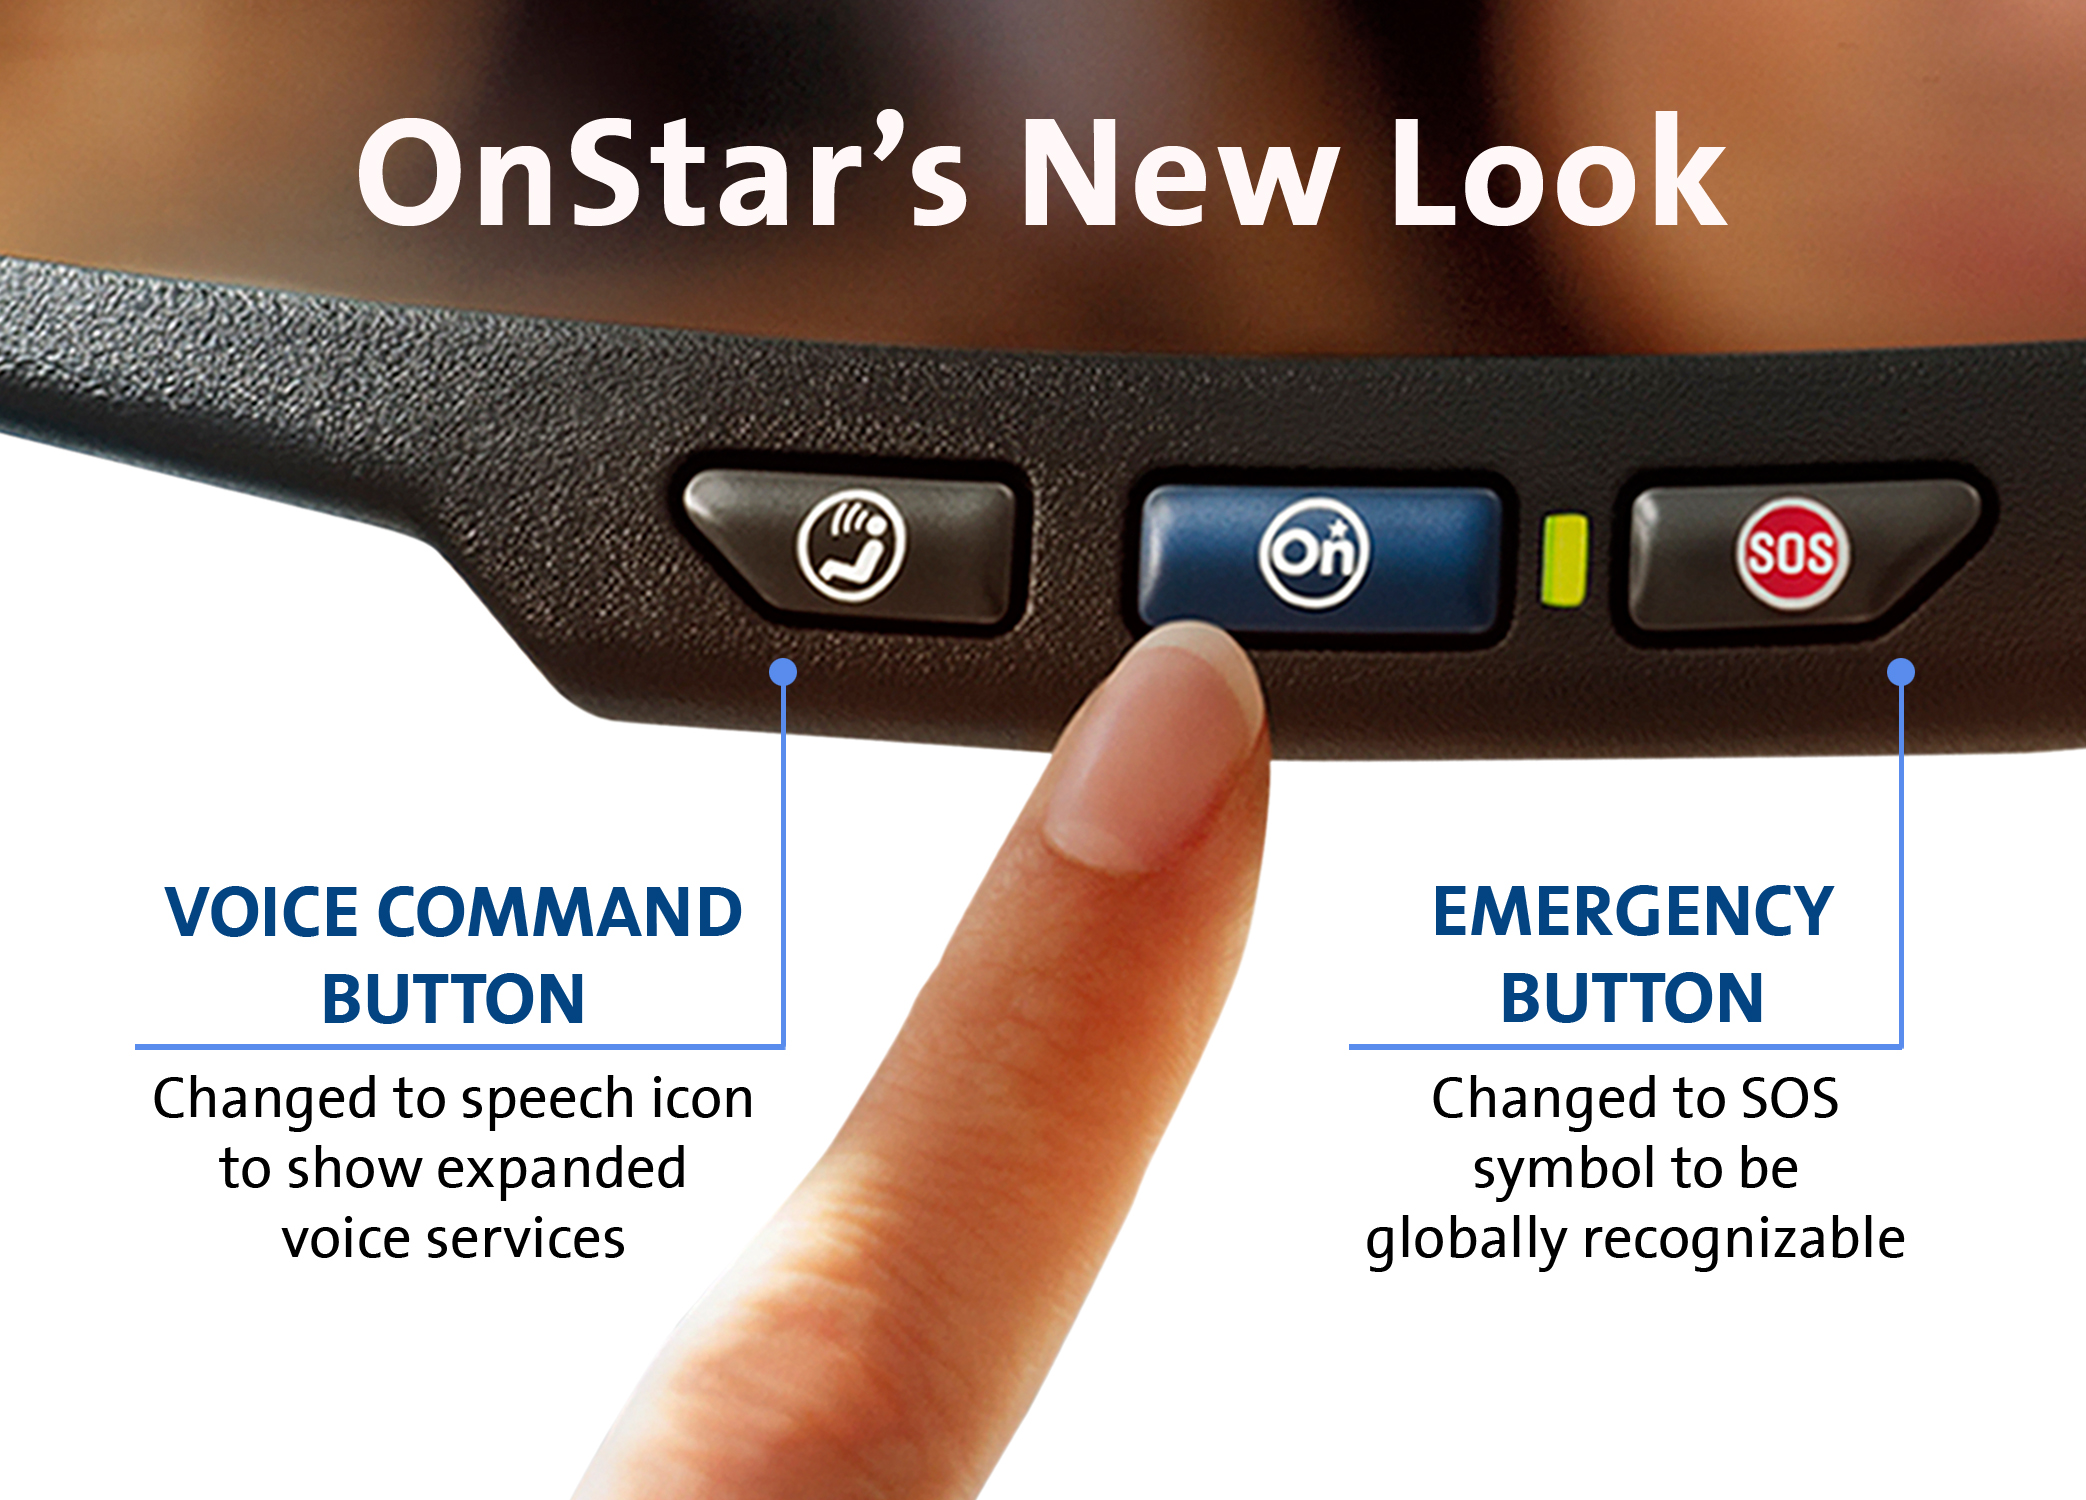 OnStar’s New Look
On
SOS
VOICE COMMAND
BUTTON
Changed to speech icon
to show expanded
voice services
EMERGENCY
BUTTON
Changed to SOS
symbol to be
globally recognizable